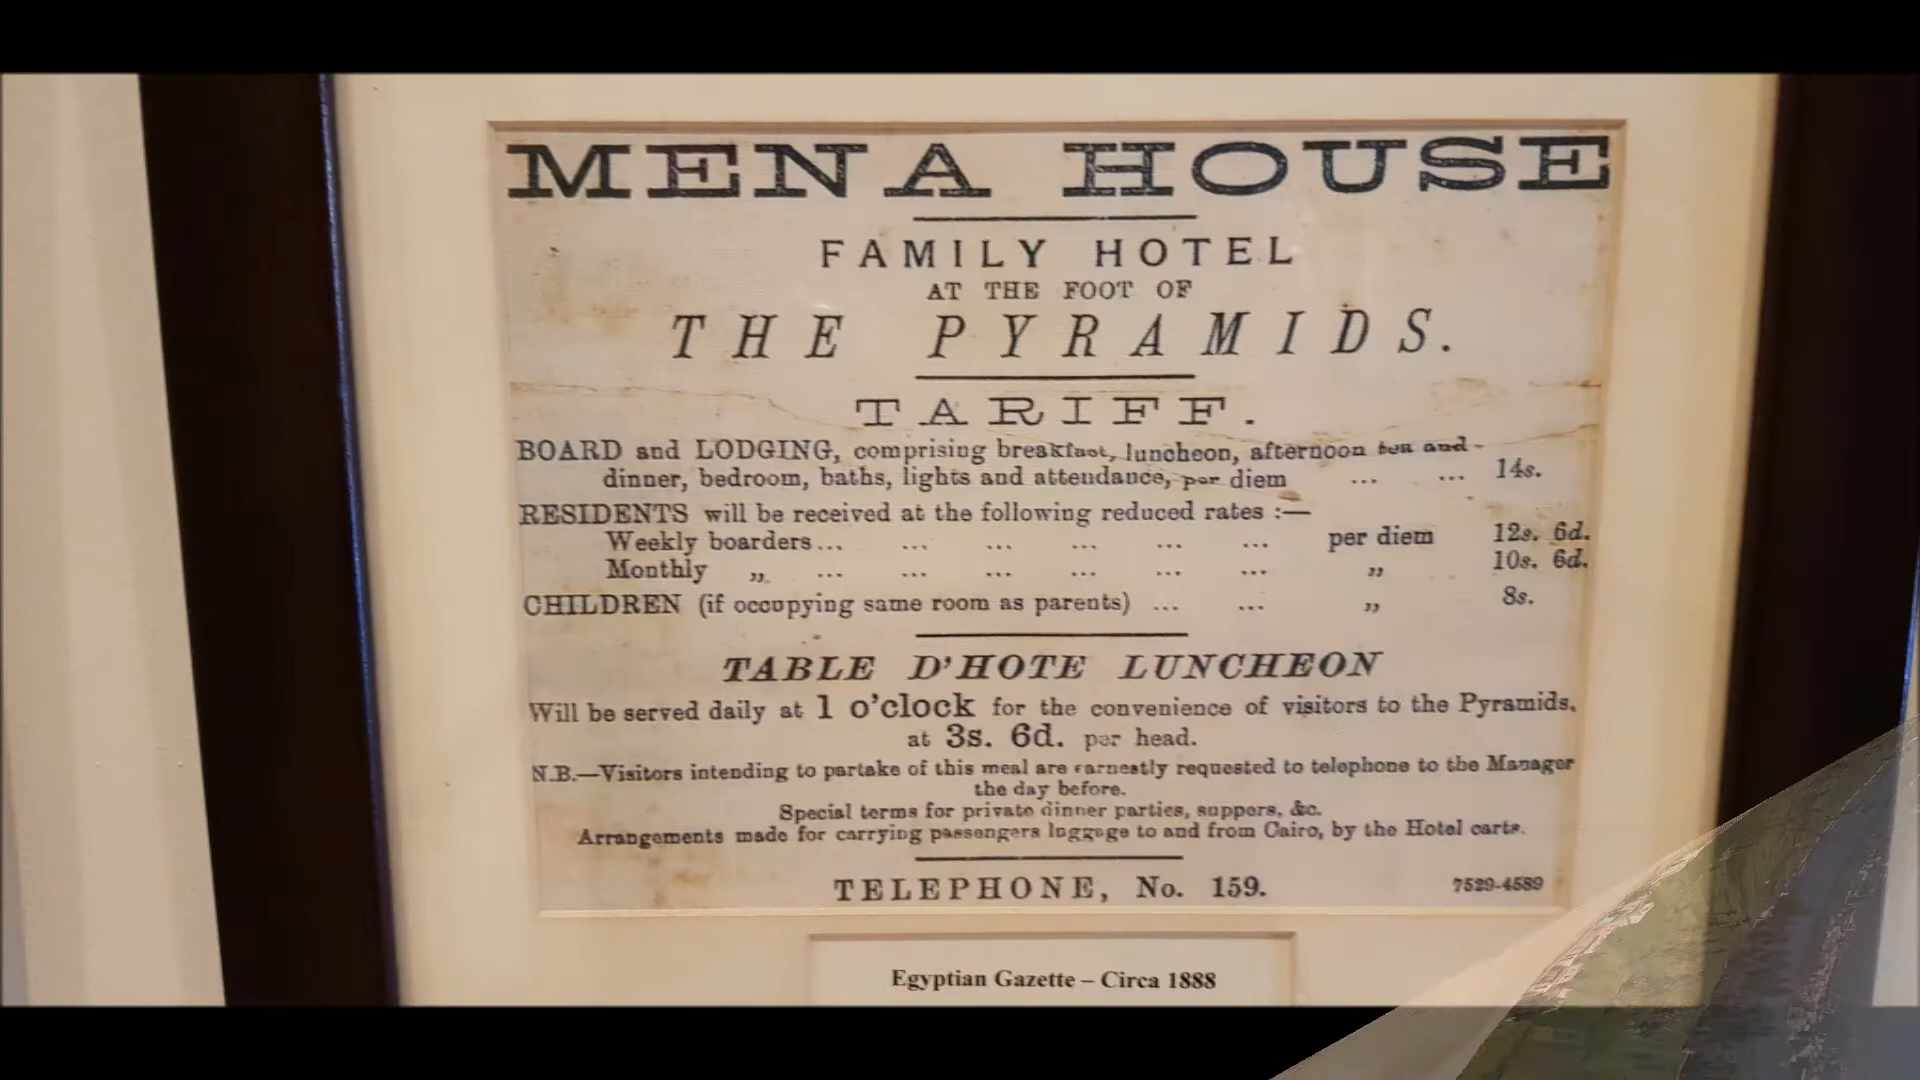 MENA HOUSE
FAMILY HOTEL
AT THE FOOT OF
THE PYRAMIDS.
TARIFF.
BOARD and LODGING, comprising breakfast, luncheon, afternoon tea and
dinner, bedroom, baths, lights and attendance, per diem ... ... 14s.
RESIDENTS will be received at the following reduced rates :—
Weekly boarders... ... ... ... ... ... per diem 12s. 6d.
Monthly „ ... ... ... ... ... ... „ 10s. 6d.
CHILDREN (if occupying same room as parents) ... ... „ 8s.
TABLE D'HOTE LUNCHEON
Will be served daily at 1 o'clock for the convenience of visitors to the Pyramids,
at 3s. 6d. per head.
N.B.—Visitors intending to partake of this meal are earnestly requested to telephone to the Manager
the day before.
Special terms for private dinner parties, suppers, &c.
Arrangements made for carrying passengers luggage to and from Cairo, by the Hotel carts.
TELEPHONE, No. 159. 7529-4589
Egyptian Gazette – Circa 1888